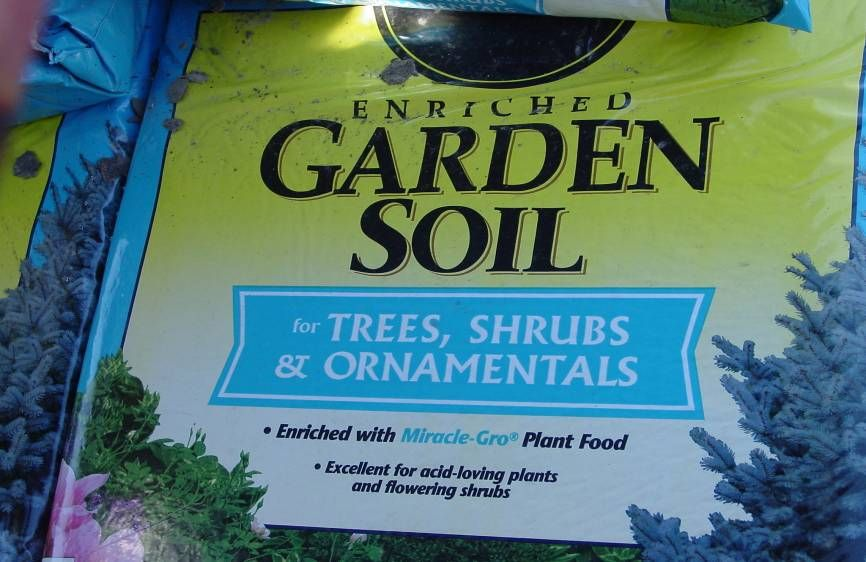 ENRICHED
GARDEN
SOIL
for TREES, SHRUBS
& ORNAMENTALS
• Enriched with Miracle-Gro® Plant Food
• Excellent for acid-loving plants
and flowering shrubs